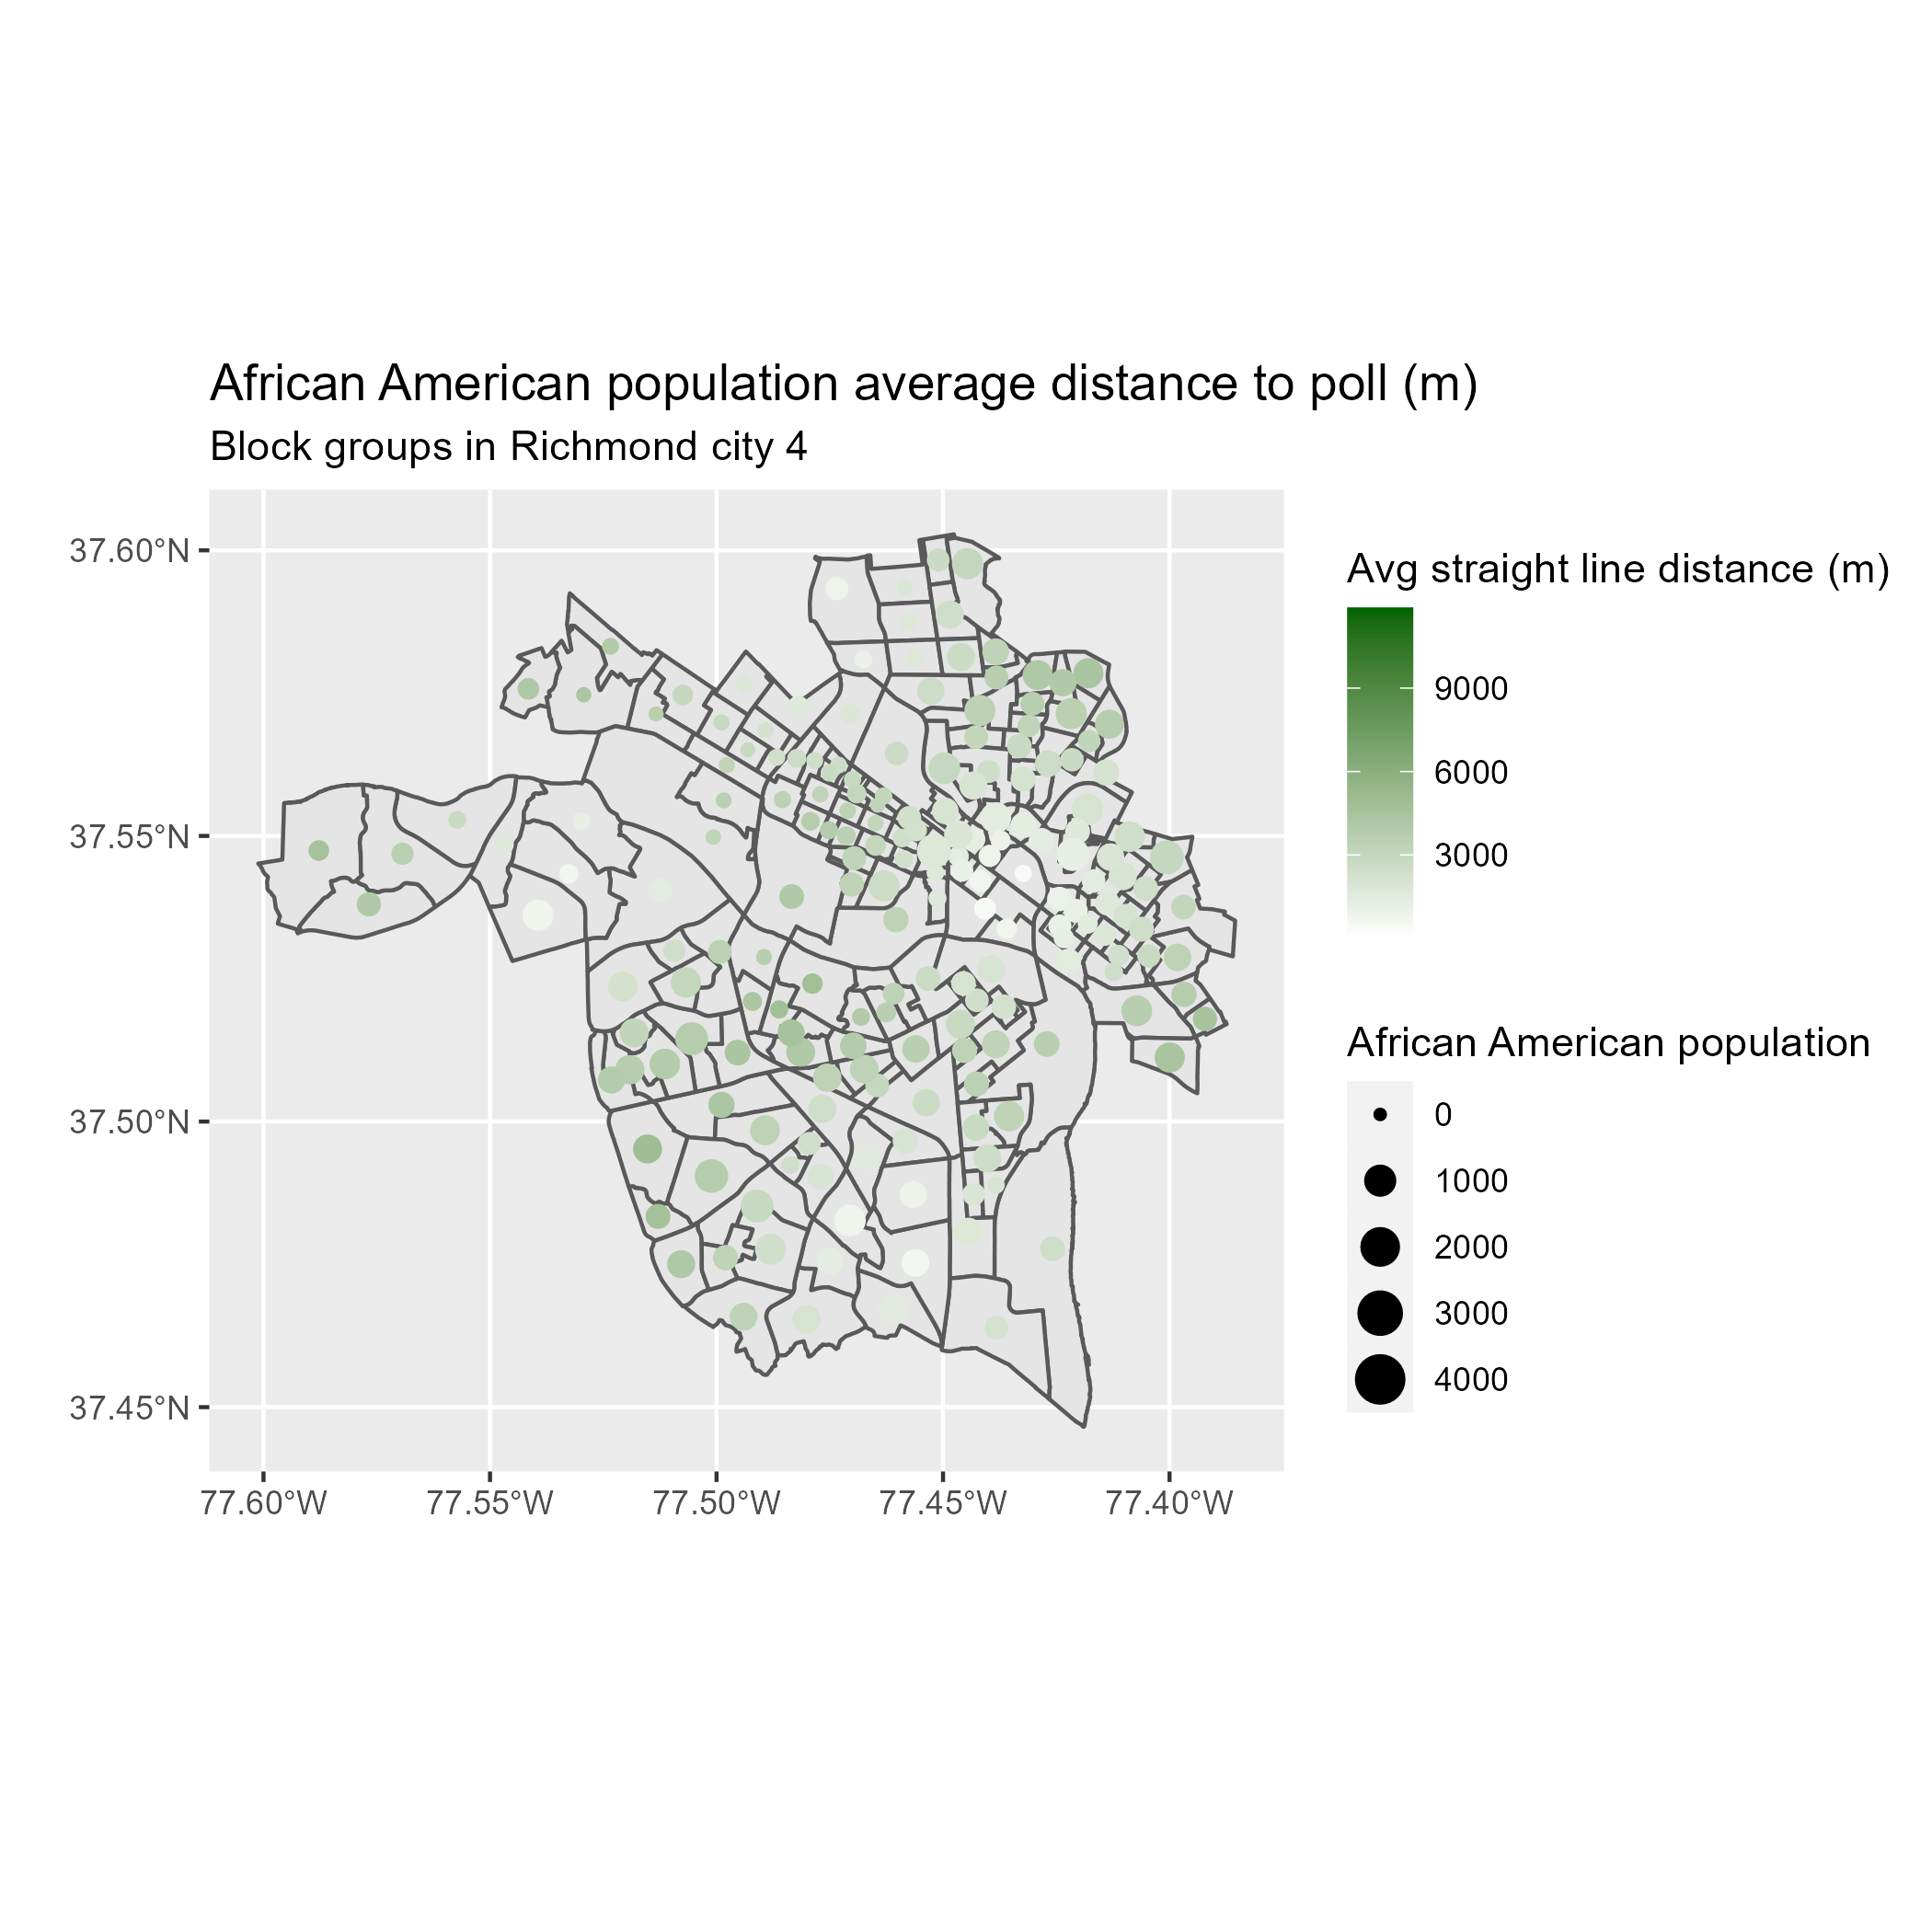 African American population average distance to poll (m)
Block groups in Richmond city 4
37.60°N
37.55°N
37.50°N
37.45°N
77.60°W
77.55°W
77.50°W
77.45°W
77.40°W
Avg straight line distance (m)
9000
6000
3000
African American population
0
1000
2000
3000
4000